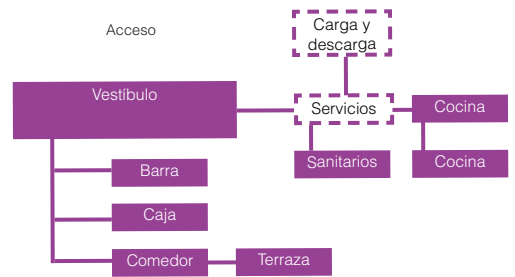 Acceso
Carga y
descarga
Vestíbulo
Servicios
Cocina
Sanitarios
Cocina
Barra
Caja
Comedor
Terraza